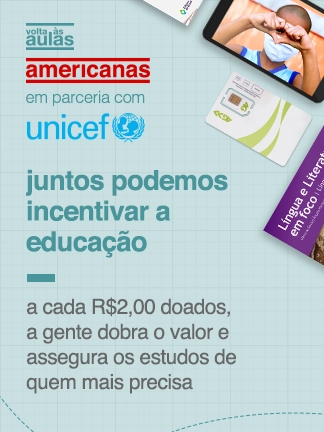 volta às
aulas
americanas
em parceria com
unicef
juntos podemos
incentivar a
educação
a cada R$2,00 doados,
a gente dobra o valor e
assegura os estudos de
quem mais precisa
Língua e Literat
em foco